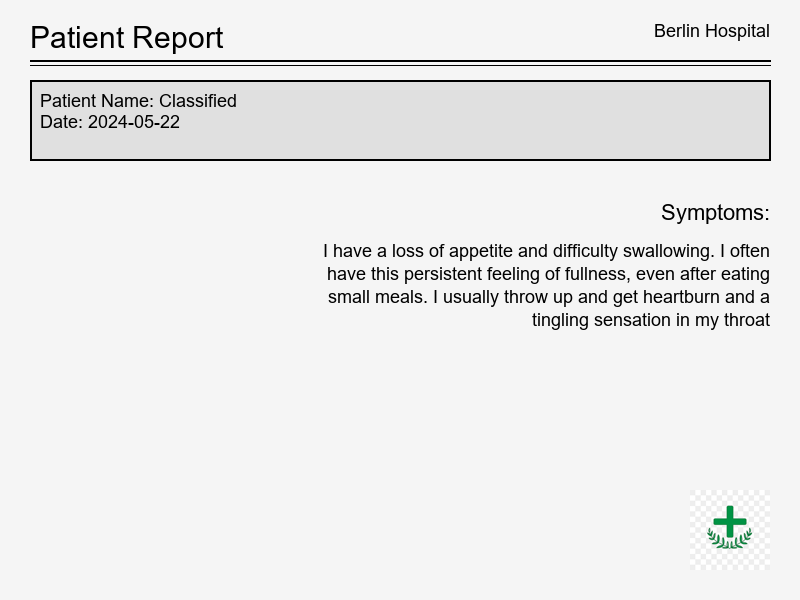 Patient Report
Berlin Hospital
Patient Name: Classified
Date: 2024-05-22
Symptoms:
I have a loss of appetite and difficulty swallowing. I often
have this persistent feeling of fullness, even after eating
small meals. I usually throw up and get heartburn and a
tingling sensation in my throat